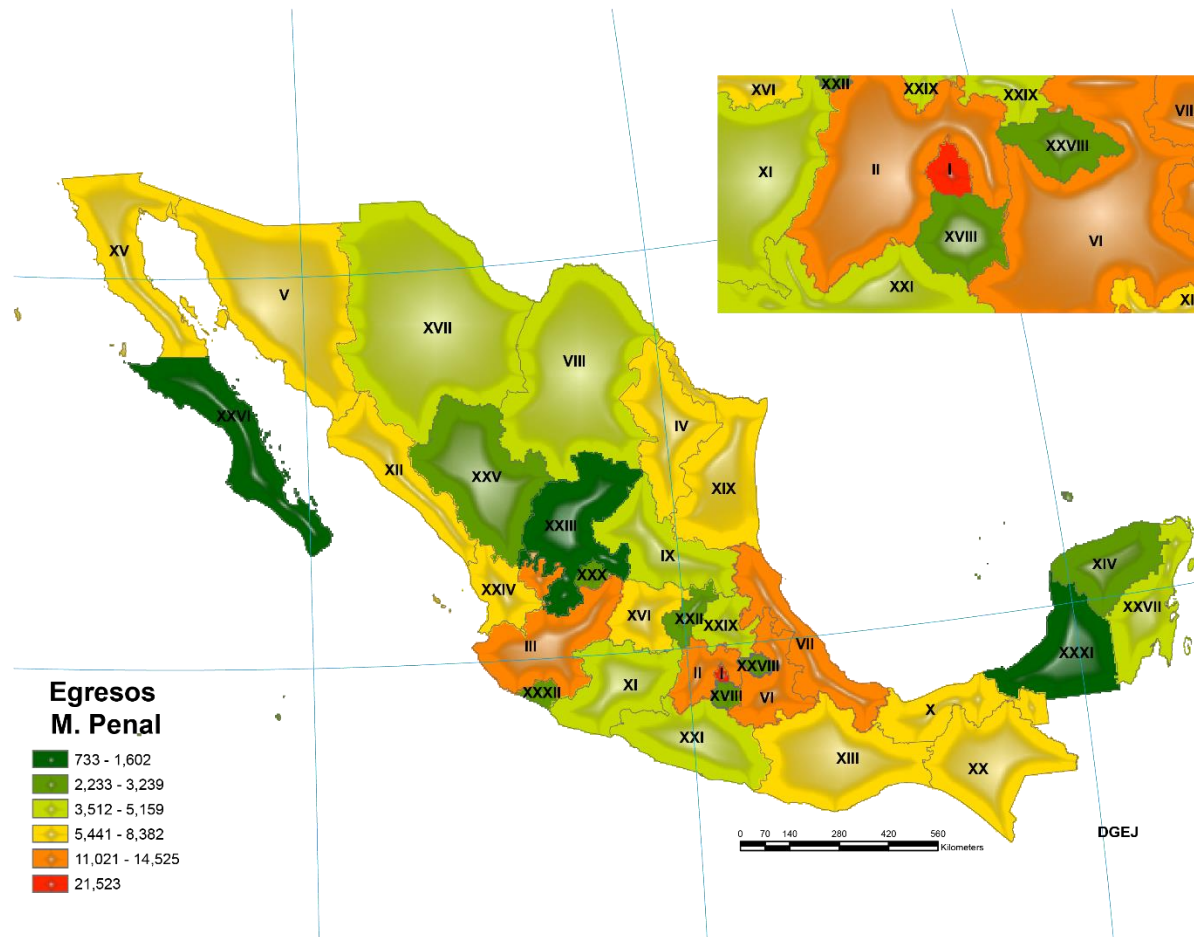 XVI
XXII
XXIX
XXIX
VII
XXVIII
XI
II
I
XVIII
VI
XXI
XI
XV
V
XVII
VIII
XXVI
XII
XXV
IV
XIX
XXIII
IX
XXX
XXIV
XVI
XXII
XXIX
III
VII
XXVIII
II
I
XI
XVIII
VI
XXXII
XXI
XIII
X
XX
XIV
XXVII
XXXI
Egresos
M. Penal
733 - 1,602
2,233 - 3,239
3,512 - 5,159
5,441 - 8,382
11,021 - 14,525
21,523
0 70 140 280 420 560
Kilometers
DGEJ